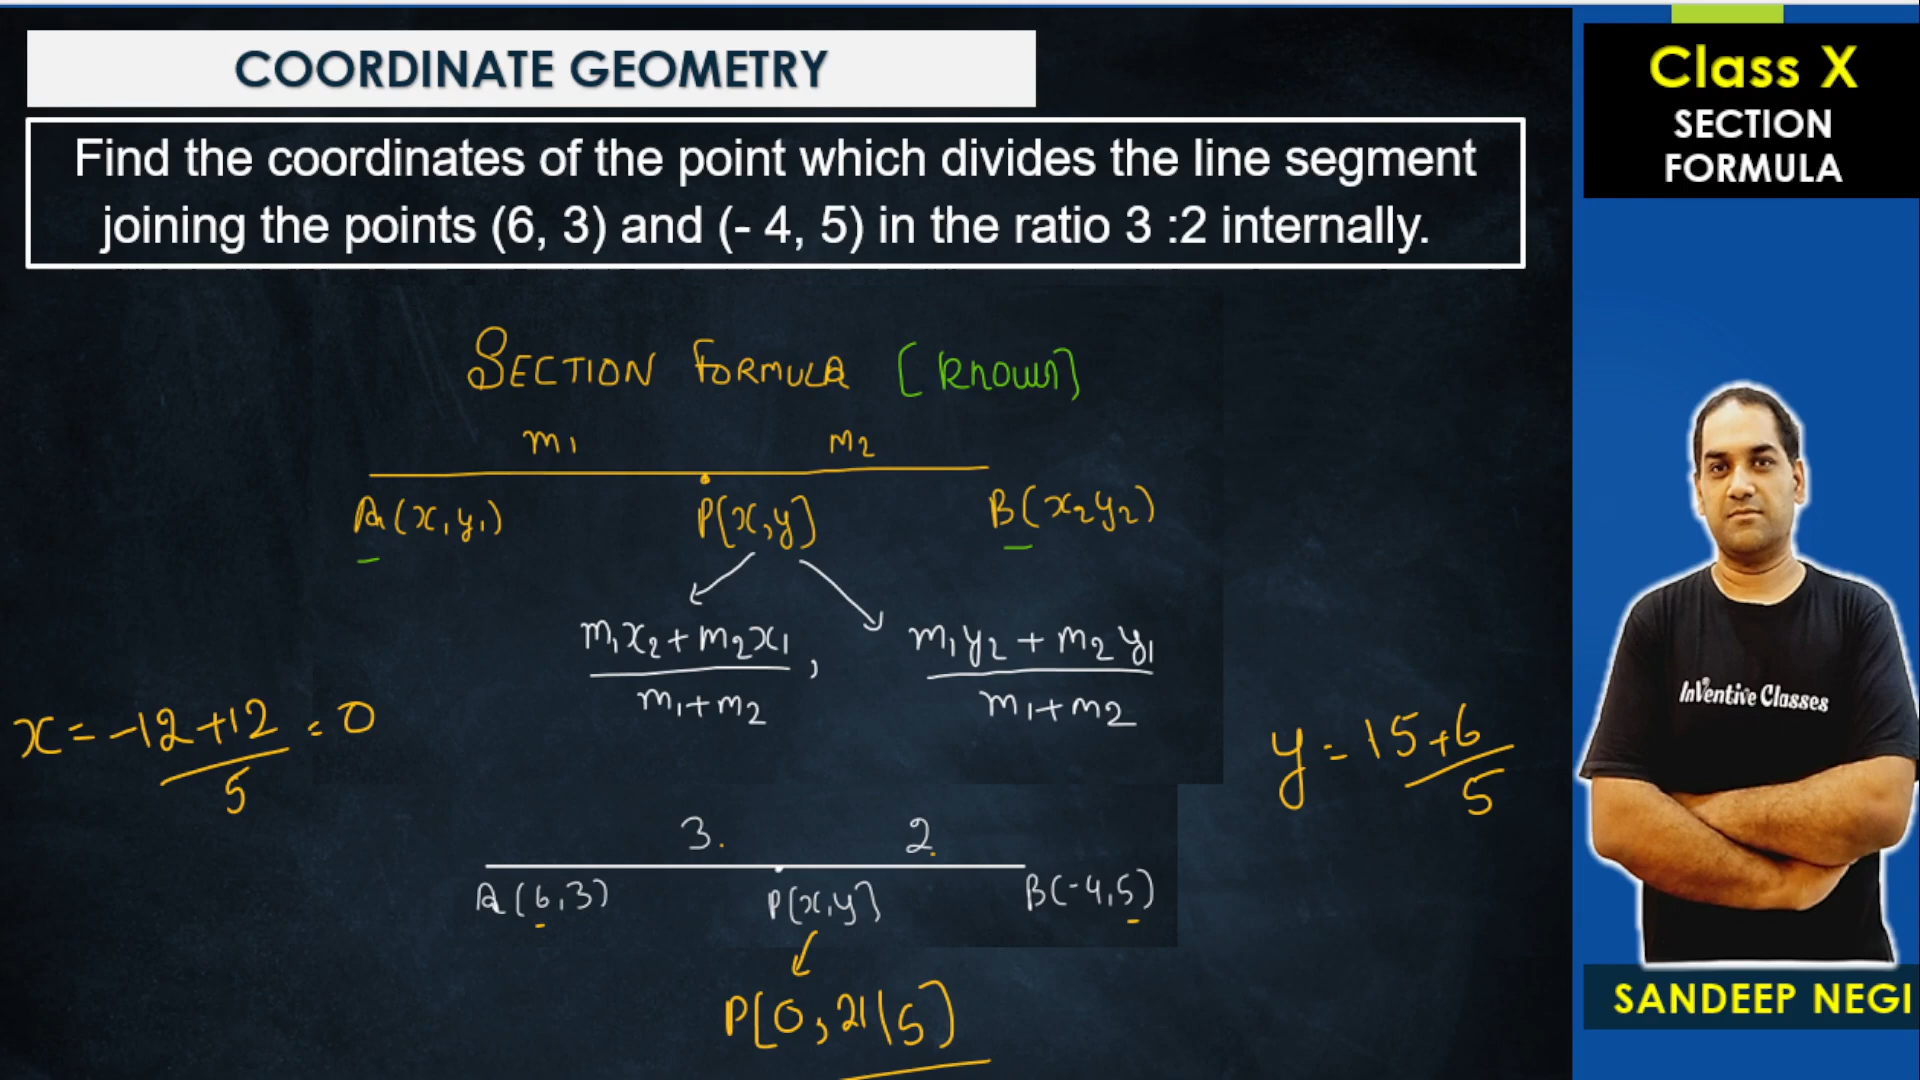 COORDINATE GEOMETRY
Class X
SECTION
FORMULA
Find the coordinates of the point which divides the line segment
joining the points (6, 3) and (- 4, 5) in the ratio 3 :2 internally.
SECTION FORMULA [known]
m1 m2
A(x1y1) P[x,y] B(x2y2)
m1x2+m2x1 , m1y2+m2y1
m1+m2 m1+m2
x=-12+12 =0
5
y=15+6
5
3. 2.
A(6,3) P[x,y] B(-4,5)
P[0,21/5]
InVentive Classes
SANDEEP NEGI